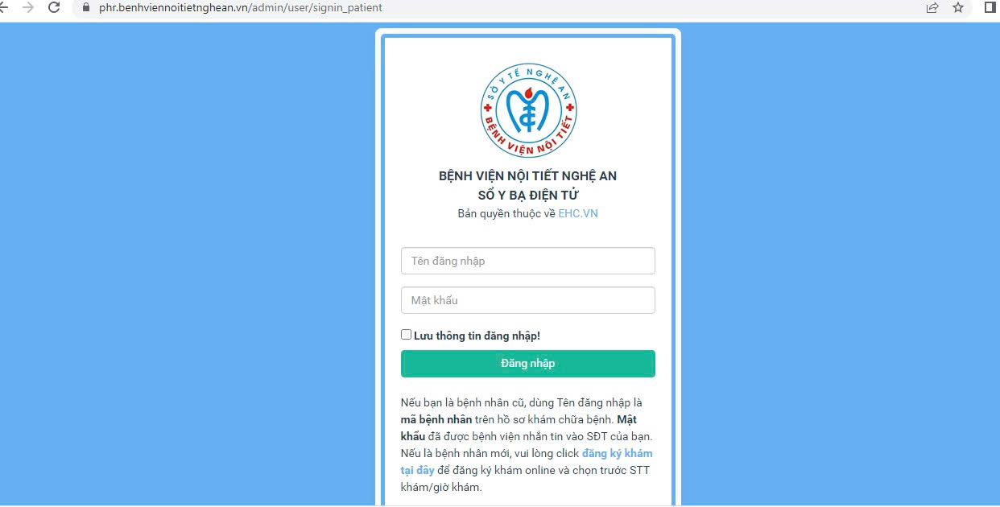 phr.benhviennoitietnghean.vn/admin/user/signin_patient
SỞ Y TẾ NGHỆ AN
BỆNH VIỆN NỘI TIẾT
BỆNH VIỆN NỘI TIẾT NGHỆ AN
SỔ Y BẠ ĐIỆN TỬ
Bản quyền thuộc về EHC.VN
Tên đăng nhập
Mật khẩu
Lưu thông tin đăng nhập!
Đăng nhập
Nếu bạn là bệnh nhân cũ, dùng Tên đăng nhập là
mã bệnh nhân trên hồ sơ khám chữa bệnh. Mật
khẩu đã được bệnh viện nhắn tin vào SĐT của bạn.
Nếu là bệnh nhân mới, vui lòng click đăng ký khám
tại đây để đăng ký khám online và chọn trước STT
khám/giờ khám.